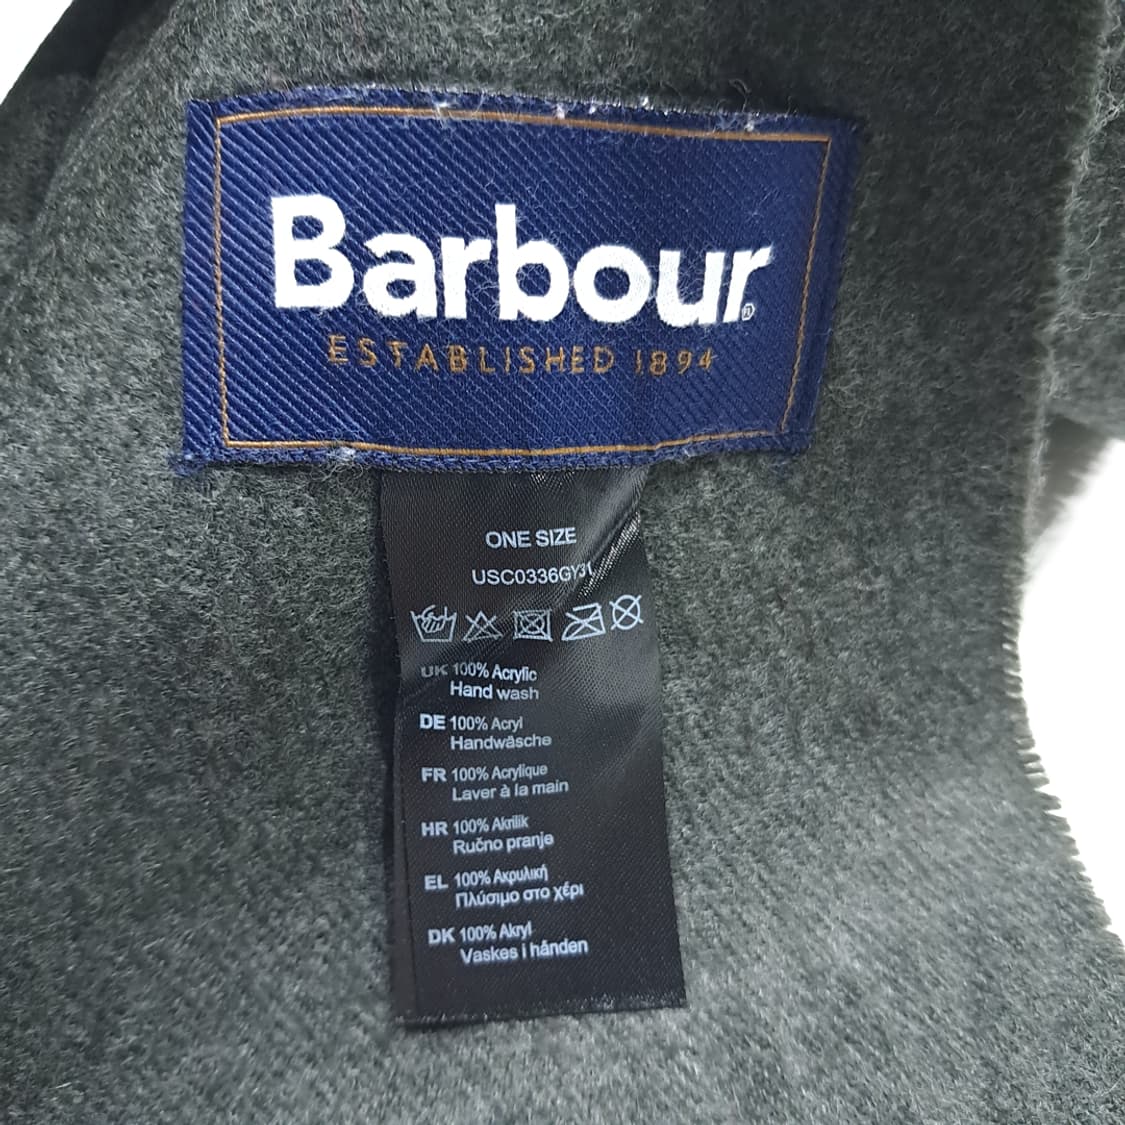 Barbour®
ESTABLISHED 1894
ONE SIZE
USC0336GY31
UK 100% Acrylic
Hand wash
DE 100% Acryl
Handwäsche
FR 100% Acrylique
Laver à la main
HR 100% Akrilik
Ručno pranje
EL 100% Ακρυλική
Πλύσιμο στο χέρι
DK 100% Akryl
Vaskes i hånden